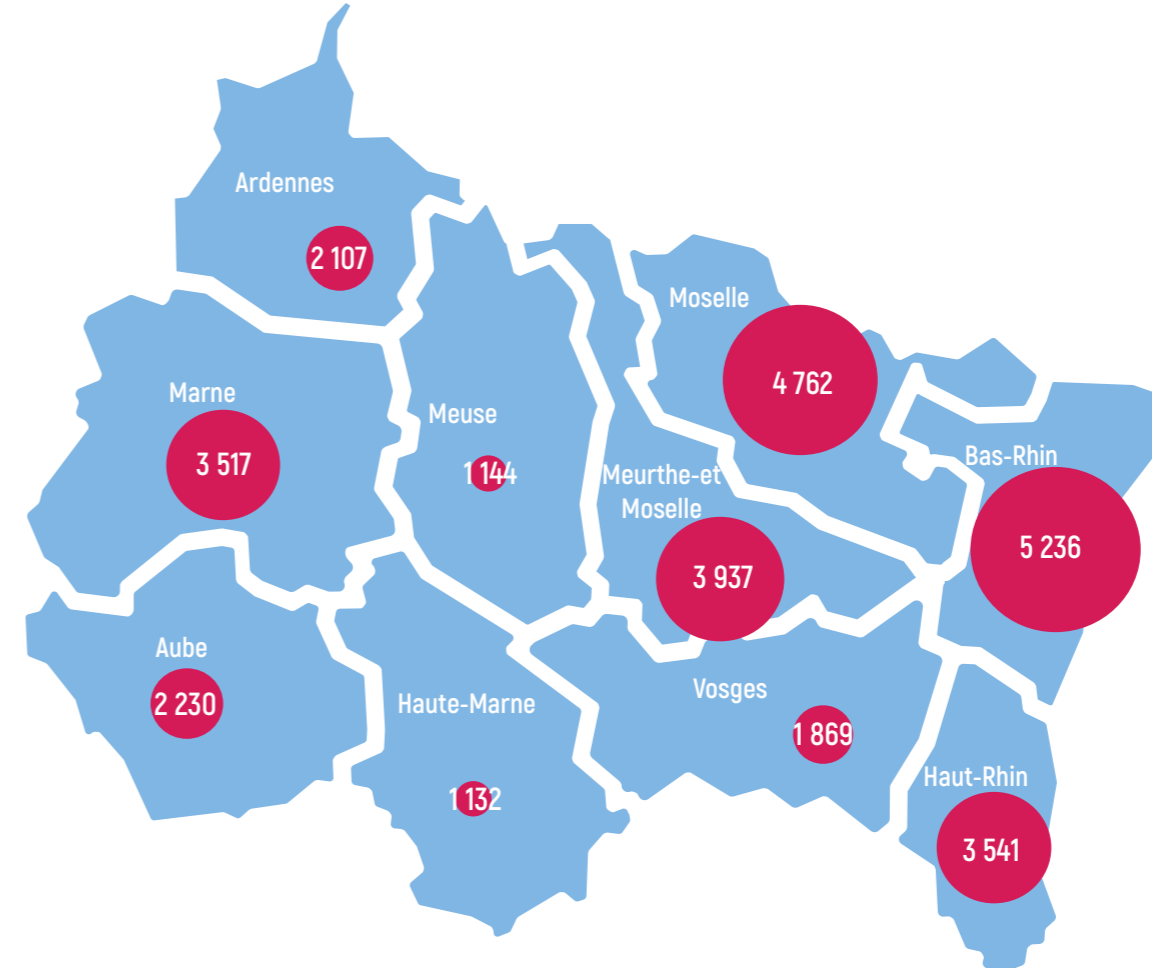 Ardennes
2 107
Moselle
4 762
Marne
3 517
Meuse
1 144
Meurthe-et
Moselle
3 937
Bas-Rhin
5 236
Aube
2 230
Haute-Marne
1 132
Vosges
1 869
Haut-Rhin
3 541